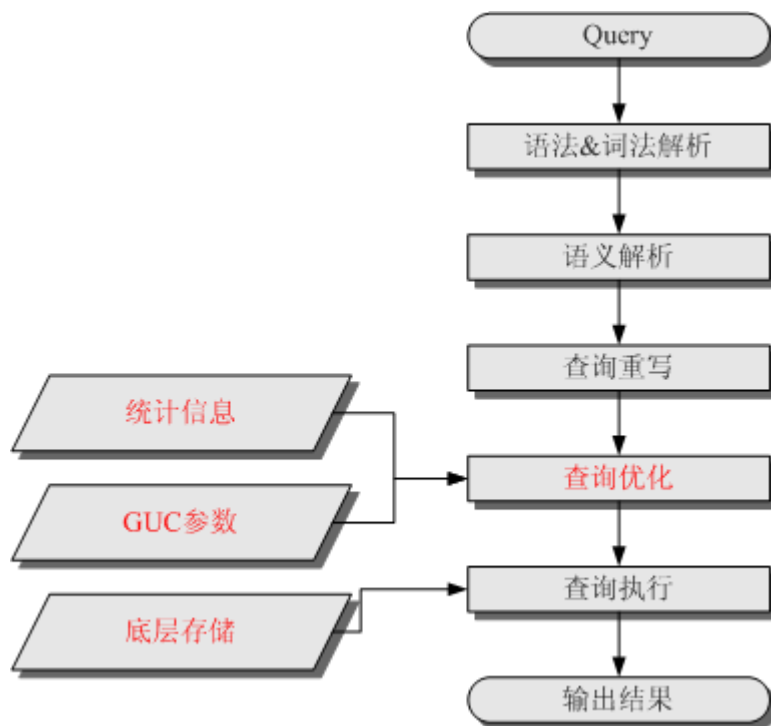 Query
语法&词法解析
语义解析
查询重写
统计信息
查询优化
GUC参数
查询执行
底层存储
输出结果